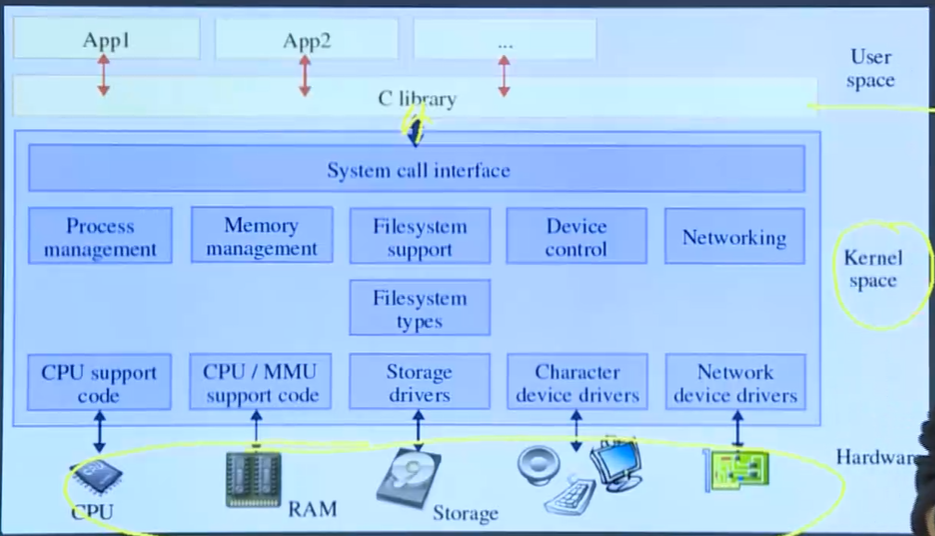 App1
App2
...
User
space
C library
System call interface
Process
management
Memory
management
Filesystem
support
Device
control
Networking
Kernel
space
Filesystem
types
CPU support
code
CPU / MMU
support code
Storage
drivers
Character
device drivers
Network
device drivers
Hardware
CPU
RAM
Storage